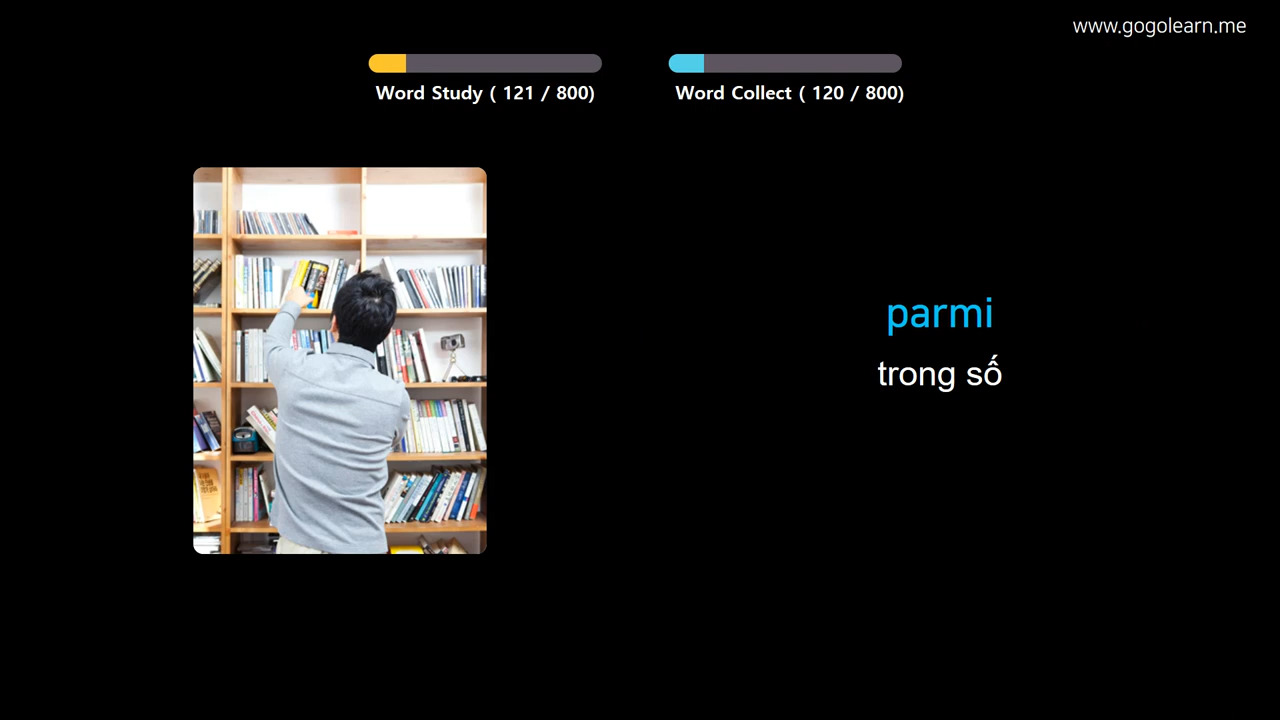 www.gogolearn.me
Word Study ( 121 / 800)
Word Collect ( 120 / 800)
parmi
trong số